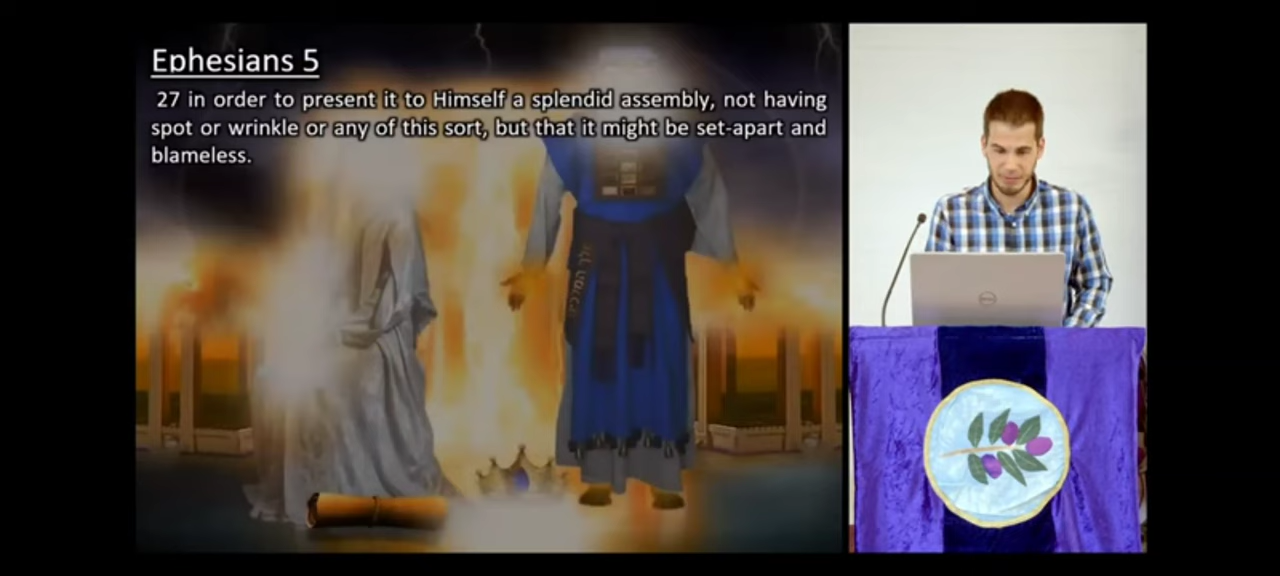 Ephesians 5
27 in order to present it to Himself a splendid assembly, not having
spot or wrinkle or any of this sort, but that it might be set-apart and
blameless.
DELL